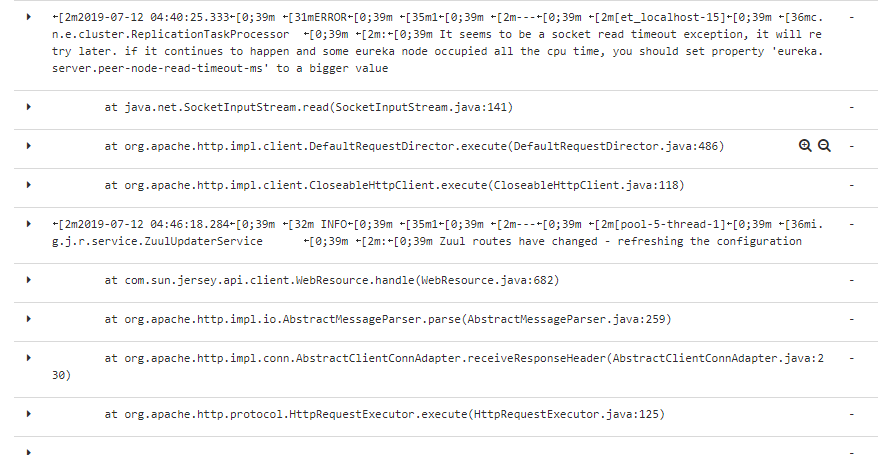 ←[2m2019-07-12 04:40:25.333←[0;39m ←[31mERROR←[0;39m ←[35m1←[0;39m ←[2m---←[0;39m ←[2m[et_localhost-15]←[0;39m ←[36mc.
n.e.cluster.ReplicationTaskProcessor  ←[0;39m ←[2m:←[0;39m It seems to be a socket read timeout exception, it will re
try later. if it continues to happen and some eureka node occupied all the cpu time, you should set property 'eureka.
server.peer-node-read-timeout-ms' to a bigger value -
at java.net.SocketInputStream.read(SocketInputStream.java:141) -
at org.apache.http.impl.client.DefaultRequestDirector.execute(DefaultRequestDirector.java:486) -
at org.apache.http.impl.client.CloseableHttpClient.execute(CloseableHttpClient.java:118) -
←[2m2019-07-12 04:46:18.284←[0;39m ←[32m INFO←[0;39m ←[35m1←[0;39m ←[2m---←[0;39m ←[2m[pool-5-thread-1]←[0;39m ←[36mi.
g.j.r.service.ZuulUpdaterService      ←[0;39m ←[2m:←[0;39m Zuul routes have changed - refreshing the configuration -
at com.sun.jersey.api.client.WebResource.handle(WebResource.java:682) -
at org.apache.http.impl.io.AbstractMessageParser.parse(AbstractMessageParser.java:259) -
at org.apache.http.impl.conn.AbstractClientConnAdapter.receiveResponseHeader(AbstractClientConnAdapter.java:2
30) -
at org.apache.http.protocol.HttpRequestExecutor.execute(HttpRequestExecutor.java:125) -
-